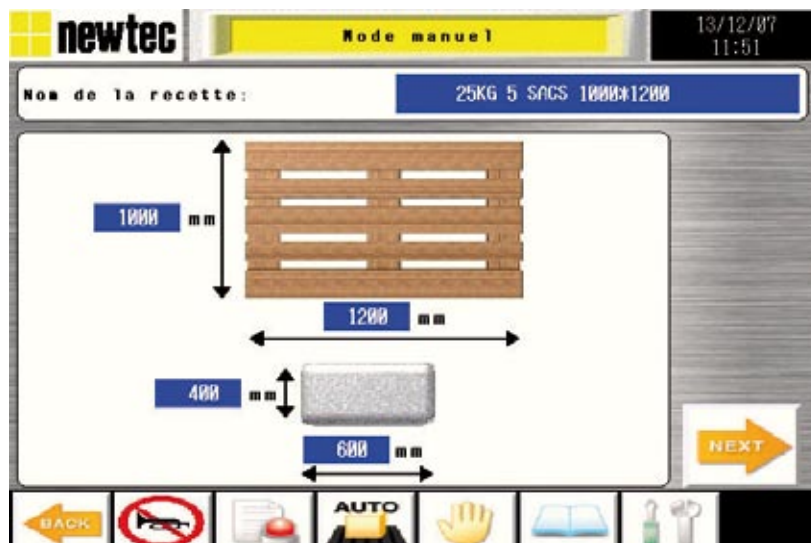 newtec
Mode manuel
13/12/07
11:51
Nom de la recette:
25KG 5 SACS 1000*1200
1000 mm
1200 mm
400 mm
600 mm
NEXT
BACK
AUTO